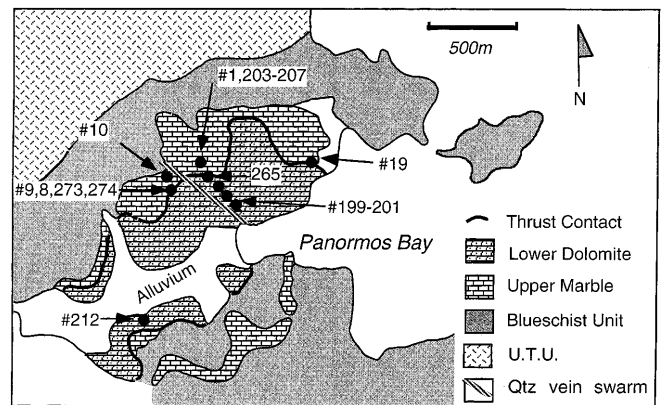 500m
#1,203-207
N
#10
265
#19
#9,8,273,274
#199-201
Thrust Contact
Panormos Bay
Lower Dolomite
Alluvium
Upper Marble
#212
Blueschist Unit
U.T.U.
Qtz vein swarm